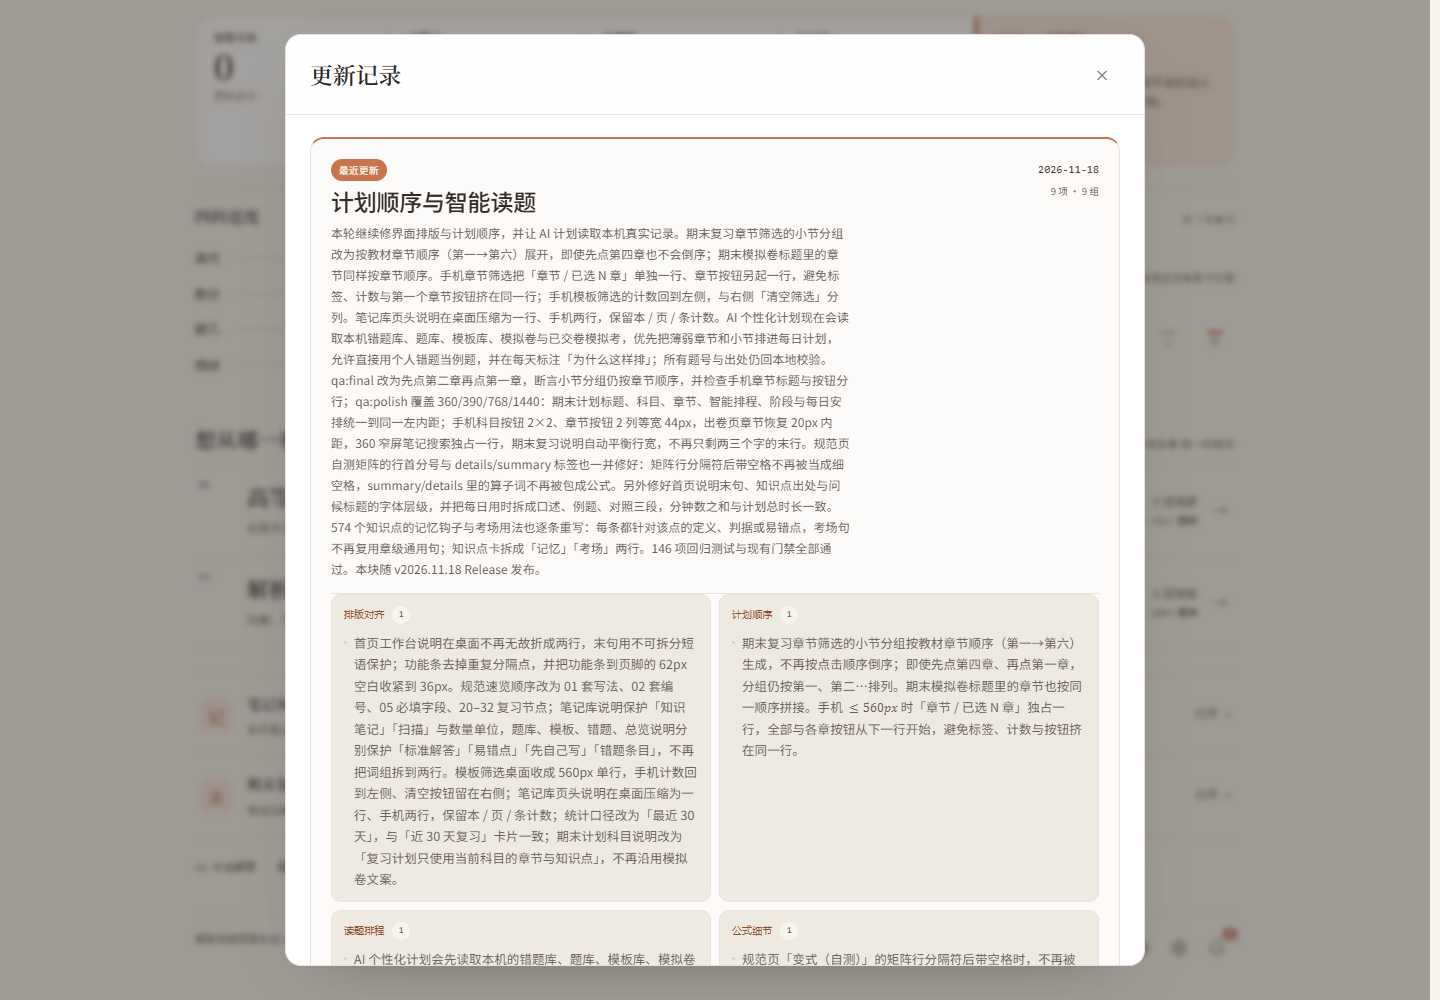 更新记录
×
最近更新
2026-11-18
9 项 · 9 组
计划顺序与智能读题
本轮继续修界面排版与计划顺序，并让 AI 计划读取本机真实记录。期末复习章节筛选的小节分组
改为按教材章节顺序（第一→第六）展开，即使先点第四章也不会倒序；期末模拟卷标题里的章
节同样按章节顺序。手机章节筛选把「章节 / 已选 N 章」单独一行、章节按钮另起一行，避免标
签、计数与第一个章节按钮挤在同一行；手机模板筛选的计数回到左侧，与右侧「清空筛选」分
列。笔记库页头说明在桌面压缩为一行、手机两行，保留本 / 页 / 条计数。AI 个性化计划现在会读
取本机错题库、题库、模板库、模拟卷与已交卷模拟考，优先把薄弱章节和小节排进每日计划，
允许直接用个人错题当例题，并在每天标注「为什么这样排」；所有题号与出处仍回本地校验。
qa:final 改为先点第二章再点第一章，断言小节分组仍按章节顺序，并检查手机章节标题与按钮分
行；qa:polish 覆盖 360/390/768/1440：期末计划标题、科目、章节、智能排程、阶段与每日安
排统一到同一左内距；手机科目按钮 2×2、章节按钮 2 列等宽 44px，出卷页章节恢复 20px 内
距，360 窄屏笔记搜索独占一行，期末复习说明自动平衡行宽，不再只剩两三个字的末行。规范页
自测矩阵的行首分号与 details/summary 标签也一并修好：矩阵行分隔符后带空格不再被当成细
空格，summary/details 里的算子词不再被包成公式。另外修好首页说明末句、知识点出处与问
候标题的字体层级，并把每日用时拆成口述、例题、对照三段，分钟数之和与计划总时长一致。
574 个知识点的记忆钩子与考场用法也逐条重写：每条都针对该点的定义、判据或易错点，考场句
不再复用章级通用句；知识点卡拆成「记忆」「考场」两行。146 项回归测试与现有门禁全部通
过。本块随 v2026.11.18 Release 发布。
排版对齐 1
首页工作台说明在桌面不再无故折成两行，末句用不可拆分短
语保护；功能条去掉重复分隔点，并把功能条到页脚的 62px
空白收紧到 36px。规范速览顺序改为 01 套写法、02 套编
号、05 必填字段、20–32 复习节点；笔记库说明保护「知识
笔记」「扫描」与数量单位，题库、模板、错题、总览说明分
别保护「标准解答」「易错点」「先自己写」「错题条目」，不再
把词组拆到两行。模板筛选桌面收成 560px 单行，手机计数回
到左侧、清空按钮留在右侧；笔记库页头说明在桌面压缩为一
行、手机两行，保留本 / 页 / 条计数；统计口径改为「最近 30
天」，与「近 30 天复习」卡片一致；期末计划科目说明改为
「复习计划只使用当前科目的章节与知识点」，不再沿用模拟
卷文案。
计划顺序 1
期末复习章节筛选的小节分组按教材章节顺序（第一→第六）
生成，不再按点击顺序倒序；即使先点第四章、再点第一章，
分组仍按第一、第二⋯排列。期末模拟卷标题里的章节也按同
一顺序拼接。手机 ≤ 560px 时「章节 / 已选 N 章」独占一
行，全部与各章按钮从下一行开始，避免标签、计数与按钮挤
在同一行。
读题排程 1
AI 个性化计划会先读取本机的错题库、题库、模板库、模拟卷
公式细节 1
规范页「变式（自测）」的矩阵行分隔符后带空格时，不再被